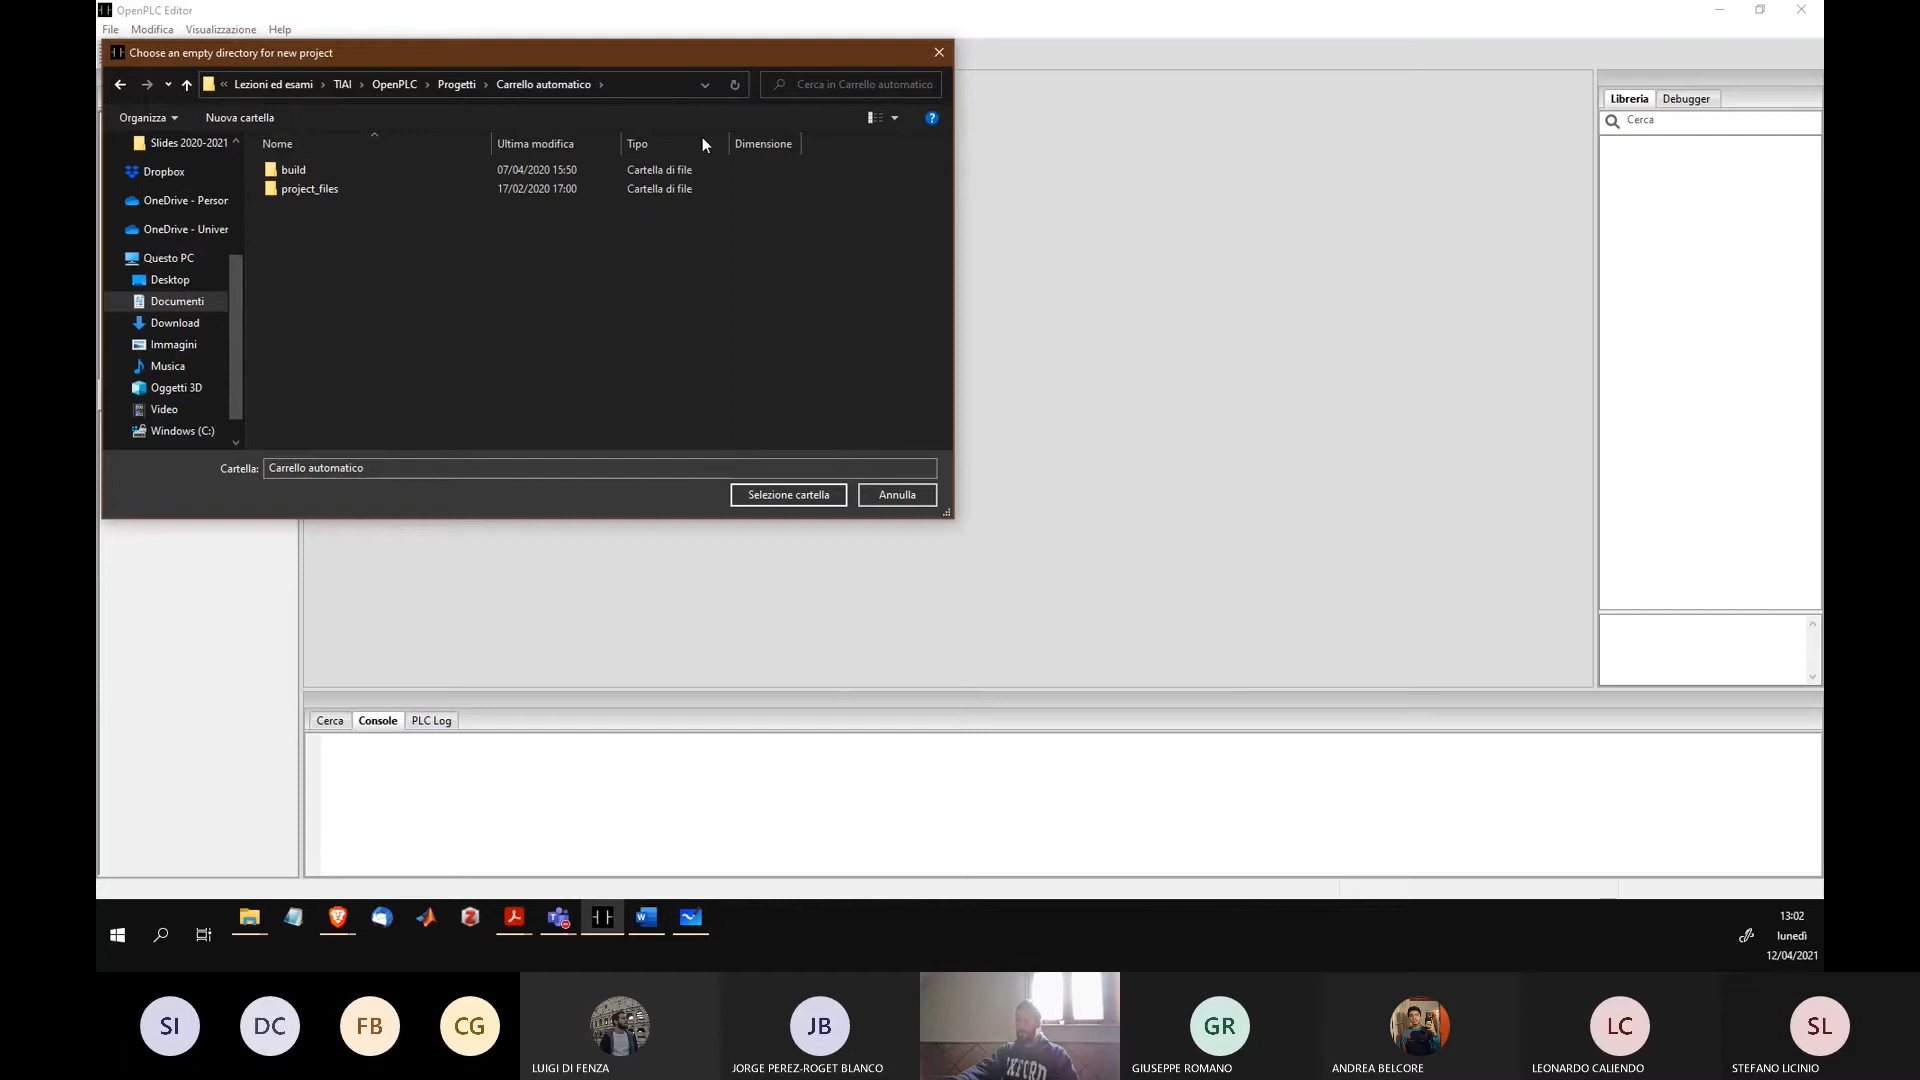 OpenPLC Editor
File Modifica Visualizzazione Help
Choose an empty directory for new project
« Lezioni ed esami › TIAI › OpenPLC › Progetti › Carrello automatico ›
Cerca in Carrello automatico
Organizza Nuova cartella
Nome Ultima modifica Tipo Dimensione
build 07/04/2020 15:50 Cartella di file
project_files 17/02/2020 17:00 Cartella di file
Slides 2020-2021
Dropbox
OneDrive - Person
OneDrive - Univer
Questo PC
Desktop
Documenti
Download
Immagini
Musica
Oggetti 3D
Video
Windows (C:)
Cartella: Carrello automatico
Selezione cartella Annulla
Libreria Debugger
Cerca
Cerca Console PLC Log
13:02
lunedì
12/04/2021
SI DC FB CG JB GR LC SL
OXFORD
LUIGI DI FENZA JORGE PEREZ-ROGET BLANCO GIUSEPPE ROMANO ANDREA BELCORE LEONARDO CALIENDO STEFANO LICINIO